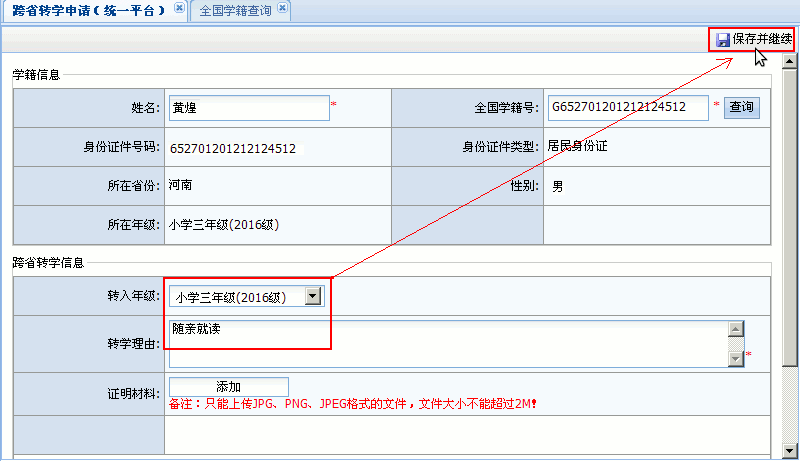 跨省转学申请（统一平台） 全国学籍查询
保存并继续
学籍信息
姓名: 黄煌 * 全国学籍号: G652701201212124512 * 查询
身份证件号码: 652701201212124512 身份证件类型: 居民身份证
所在省份: 河南 性别: 男
所在年级: 小学三年级(2016级)
跨省转学信息
转入年级: 小学三年级(2016级)
转学理由: 随亲就读 *
证明材料: 添加
备注：只能上传JPG、PNG、JPEG格式的文件，文件大小不能超过2M!